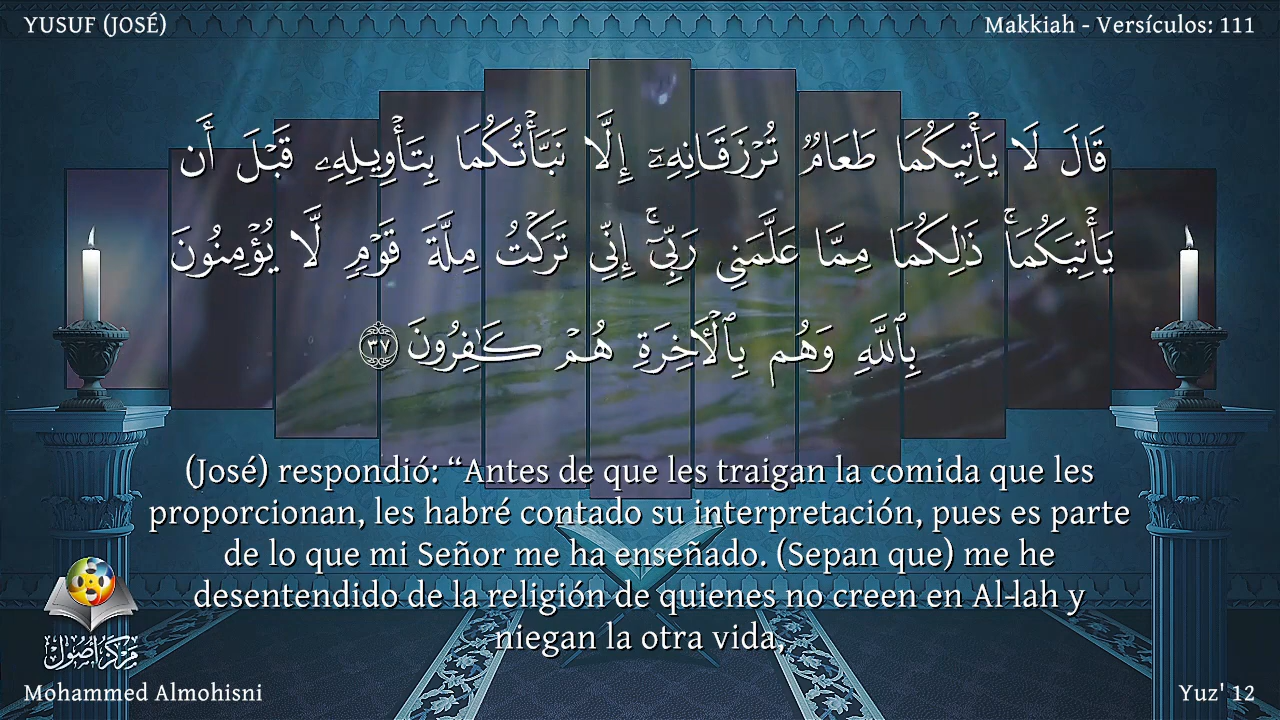 YUSUF (JOSÉ)
Makkiah - Versículos: 111
قَالَ لَا يَأۡتِيكُمَا طَعَامٞ تُرۡزَقَانِهِۦٓ إِلَّا نَبَّأۡتُكُمَا بِتَأۡوِيلِهِۦ قَبۡلَ أَن
يَأۡتِيَكُمَاۚ ذَٰلِكُمَا مِمَّا عَلَّمَنِي رَبِّيٓۚ إِنِّي تَرَكۡتُ مِلَّةَ قَوۡمٖ لَّا يُؤۡمِنُونَ
بِٱللَّهِ وَهُم بِٱلۡأٓخِرَةِ هُمۡ كَٰفِرُونَ ٣٧
(José) respondió: “Antes de que les traigan la comida que les
proporcionan, les habré contado su interpretación, pues es parte
de lo que mi Señor me ha enseñado. (Sepan que) me he
desentendido de la religión de quienes no creen en Al-lah y
niegan la otra vida,
مركز أصول
Mohammed Almohisni
Yuz' 12